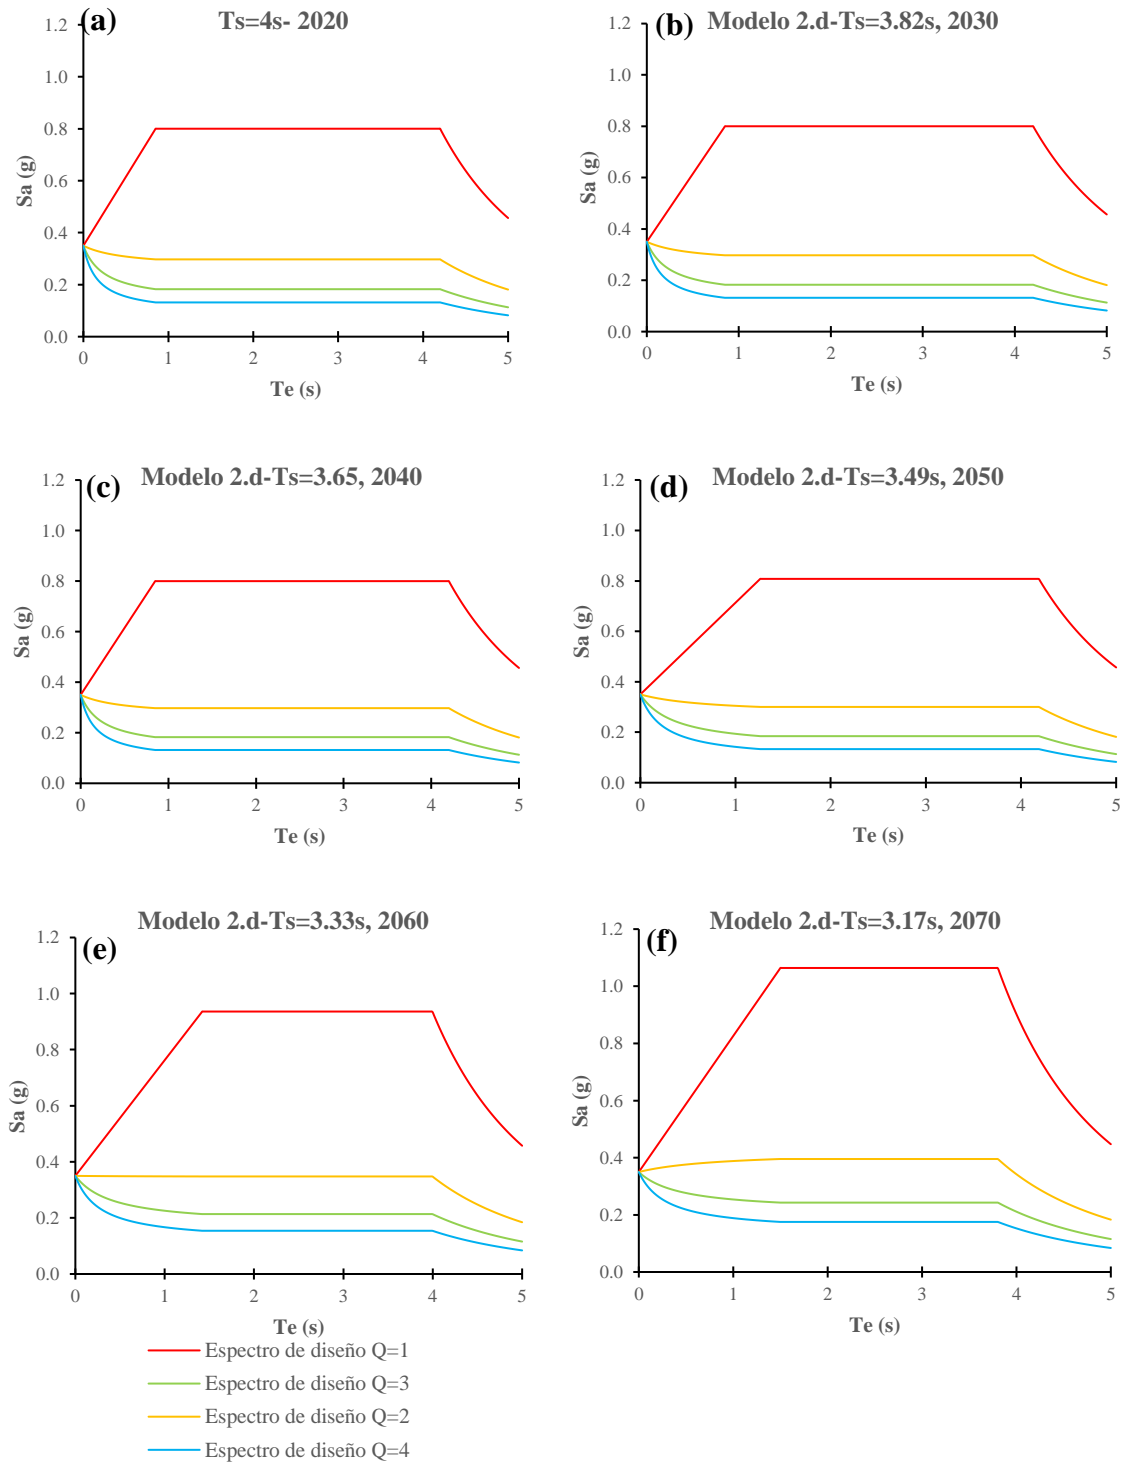 (a) Ts=4s- 2020
1.2
1.0
0.8
0.6
0.4
0.2
0.0
Sa (g)
0 1 2 3 4 5
Te (s)
(b) Modelo 2.d-Ts=3.82s, 2030
1.2
1.0
0.8
0.6
0.4
0.2
0.0
Sa (g)
0 1 2 3 4 5
Te (s)
(c) Modelo 2.d-Ts=3.65, 2040
1.2
1.0
0.8
0.6
0.4
0.2
0.0
Sa (g)
0 1 2 3 4 5
Te (s)
(d) Modelo 2.d-Ts=3.49s, 2050
1.2
1.0
0.8
0.6
0.4
0.2
0.0
Sa (g)
0 1 2 3 4 5
Te (s)
(e) Modelo 2.d-Ts=3.33s, 2060
1.2
1.0
0.8
0.6
0.4
0.2
0.0
Sa (g)
0 1 2 3 4 5
Te (s)
(f) Modelo 2.d-Ts=3.17s, 2070
1.2
1.0
0.8
0.6
0.4
0.2
0.0
Sa (g)
0 1 2 3 4 5
Te (s)
Espectro de diseño Q=1
Espectro de diseño Q=3
Espectro de diseño Q=2
Espectro de diseño Q=4